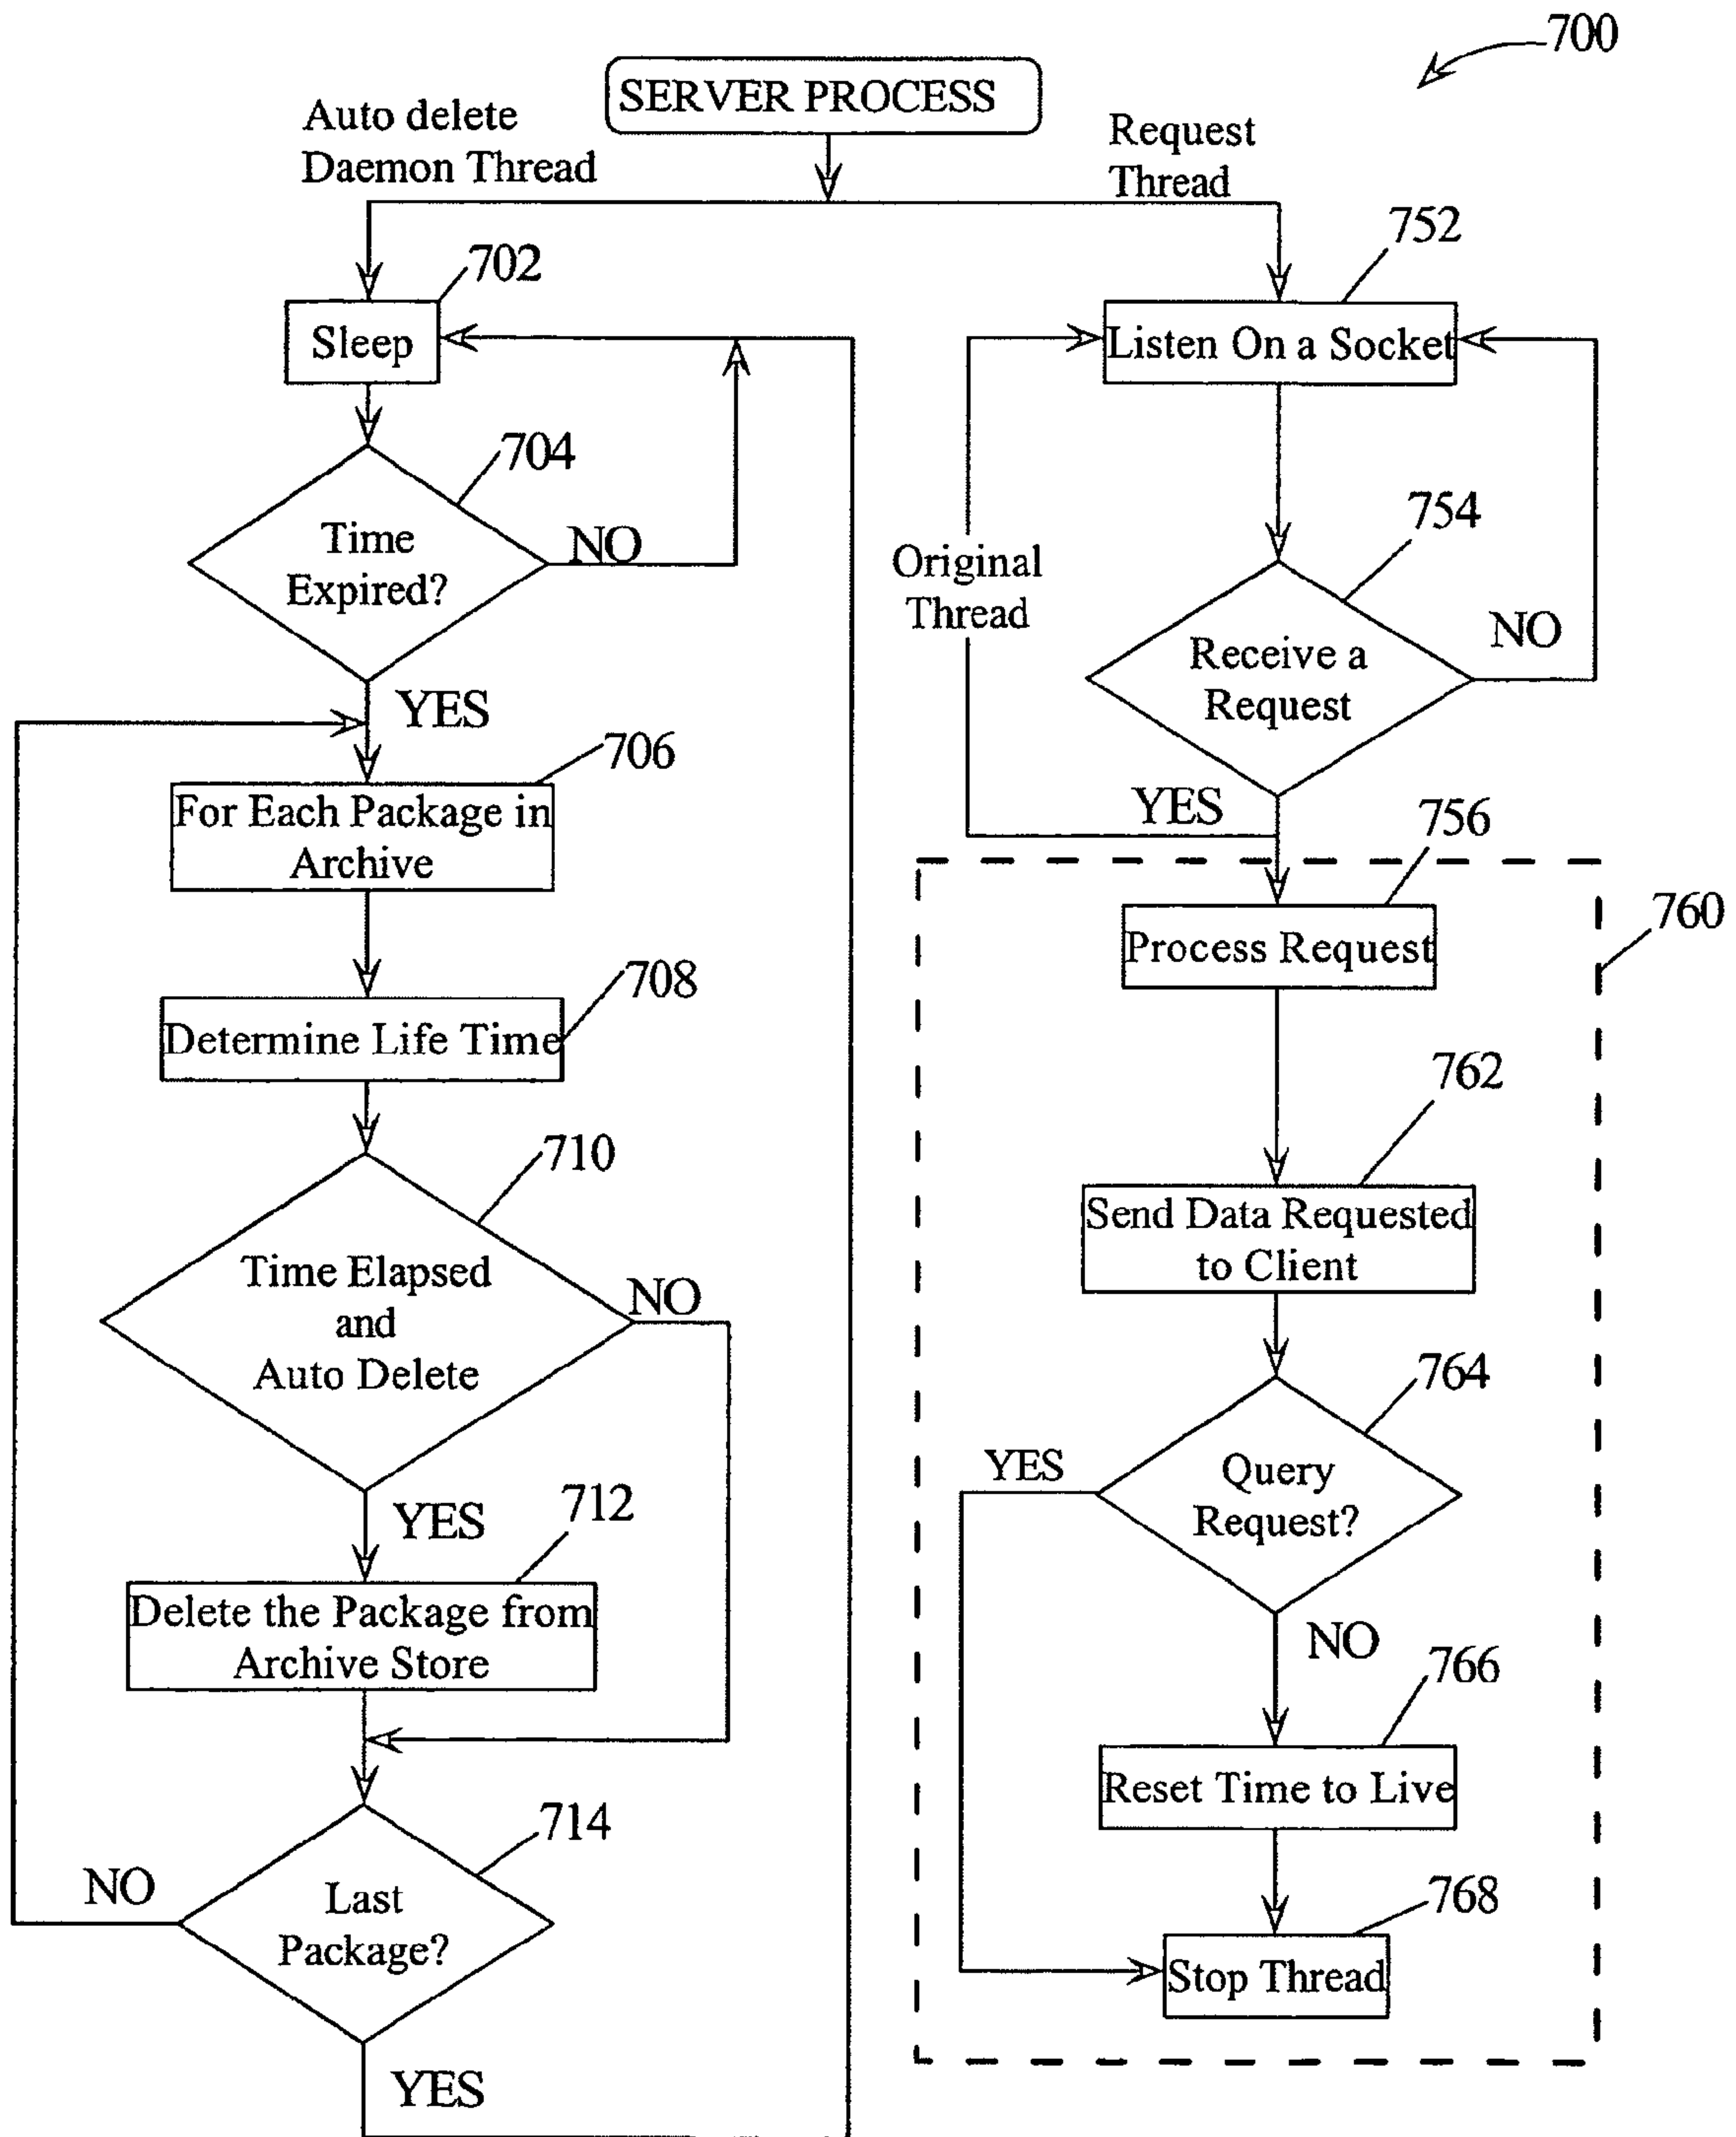 700
SERVER PROCESS
Auto delete
Daemon Thread
Request
Thread
702
Sleep
704
Time
Expired?
NO
YES
706
For Each Package in
Archive
708
Determine Life Time
710
Time Elapsed
and
Auto Delete
NO
YES
712
Delete the Package from
Archive Store
714
Last
Package?
NO
YES
752
Listen On a Socket
754
Receive a
Request
NO
Original
Thread
YES
756
Process Request
760
762
Send Data Requested
to Client
764
Query
Request?
YES
NO
766
Reset Time to Live
768
Stop Thread